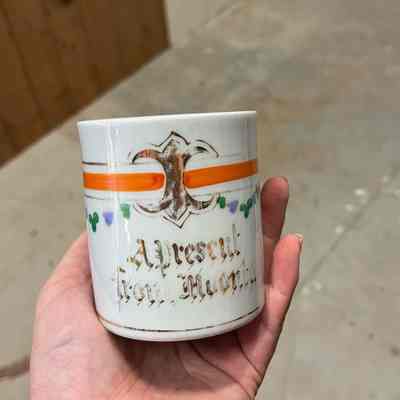 A present
from